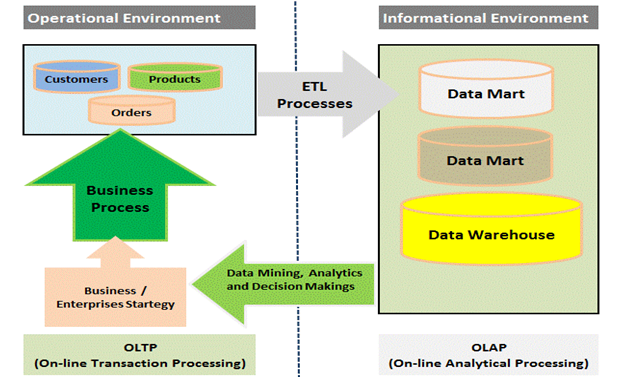 Operational Environment
Informational Environment
Customers
Products
Orders
ETL
Processes
Data Mart
Data Mart
Data Warehouse
Business
Process
Data Mining, Analytics
and Decision Makings
Business /
Enterprises Startegy
OLTP
(On-line Transaction Processing)
OLAP
(On-line Analytical Processing)